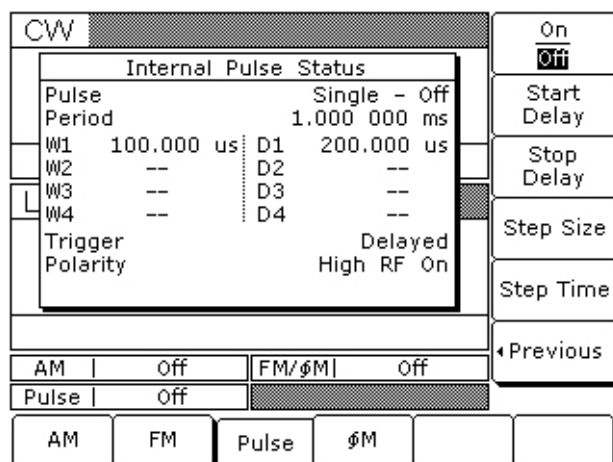 CW
Internal Pulse Status
Pulse Single - Off
Period 1.000 000 ms
W1 100.000 us D1 200.000 us
W2 -- D2 --
W3 -- D3 --
W4 -- D4 --
L
Trigger Delayed
Polarity High RF On
AM | Off FM/ϕM| Off
Pulse | Off
AM FM Pulse ϕM
On
Off
Start
Delay
Stop
Delay
Step Size
Step Time
◂Previous